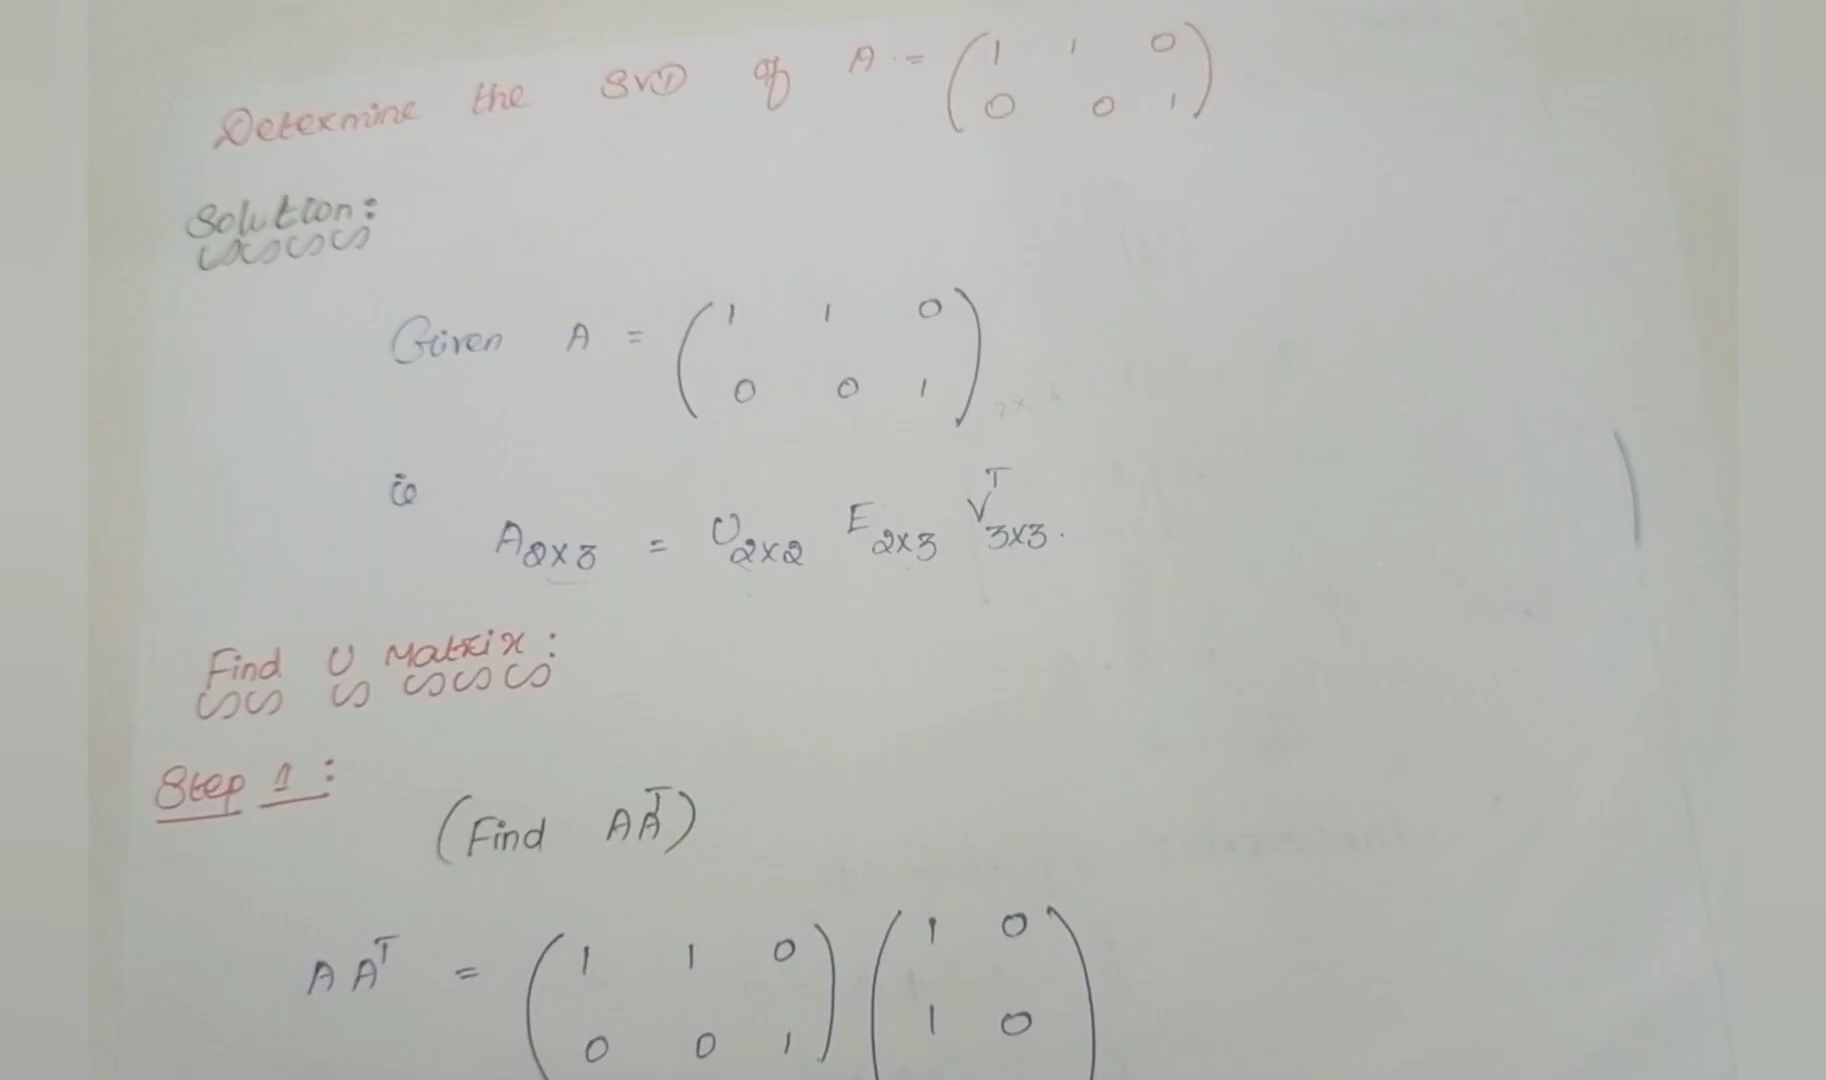 Determine the SVD of A = ( 1 1 0
0 0 1 )
Solution:
Given A = ( 1 1 0
0 0 1 ) 2x3
ie
A2x3 = U2x2 E2x3 V^T 3x3.
Find U Matrix:
Step 1:
(Find AA^T)
AA^T = ( 1 1 0 ) ( 1 0
0 0 1 ) 1 0